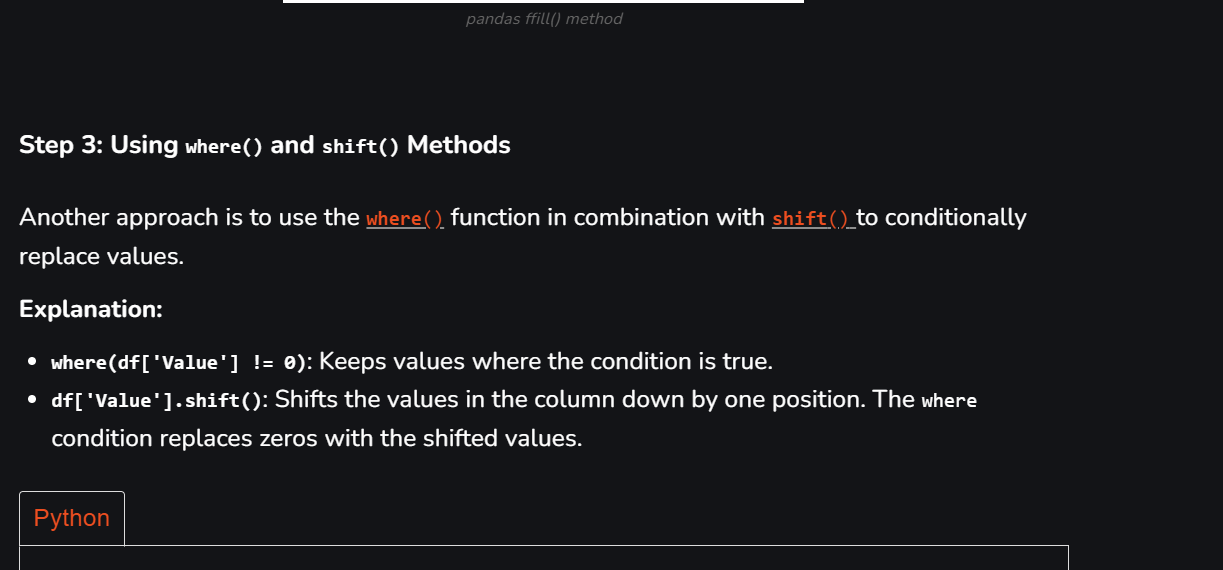 pandas ffill() method
Step 3: Using where() and shift() Methods
Another approach is to use the where() function in combination with shift() to conditionally
replace values.
Explanation:
• where(df['Value'] != 0): Keeps values where the condition is true.
• df['Value'].shift(): Shifts the values in the column down by one position. The where
condition replaces zeros with the shifted values.
Python